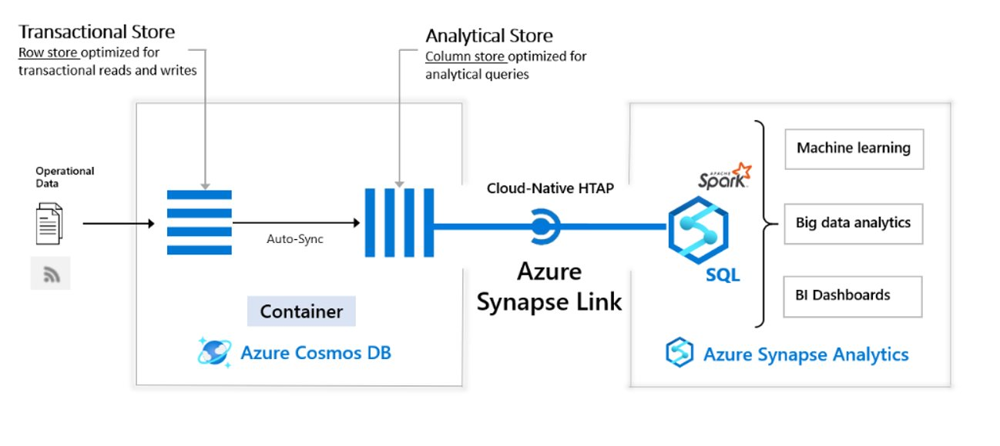 Transactional Store
Row store optimized for
transactional reads and writes
Analytical Store
Column store optimized for
analytical queries
Operational
Data
Auto-Sync
Container
Azure Cosmos DB
Cloud-Native HTAP
Azure
Synapse Link
APACHE
Spark
SQL
Machine learning
Big data analytics
BI Dashboards
Azure Synapse Analytics